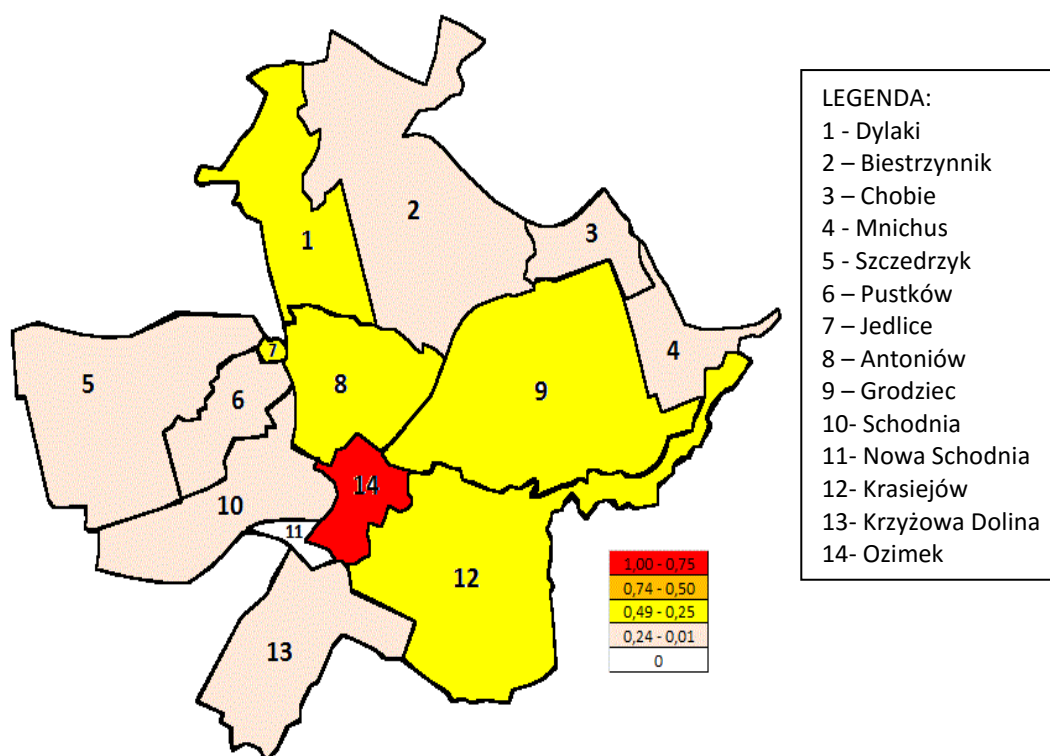 LEGENDA:
1 - Dylaki
2 – Biestrzynnik
3 – Chobie
4 - Mnichus
5 - Szczedrzyk
6 – Pustków
7 – Jedlice
8 – Antoniów
9 – Grodziec
10- Schodnia
11- Nowa Schodnia
12- Krasiejów
13- Krzyżowa Dolina
14- Ozimek
2
1
3
7
4
5
8
9
6
14
10
11
12
13
1,00 - 0,75
0,74 - 0,50
0,49 - 0,25
0,24 - 0,01
0